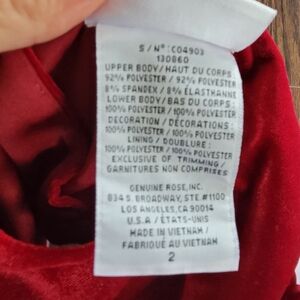 S/N°: C04903
130860
UPPER BODY / HAUT DU CORPS:
92% POLYESTER / 92% POLYESTER
8% SPANDEX / 8% ÉLASTHANNE
LOWER BODY / BAS DU CORPS:
100% POLYESTER / 100% POLYESTER
DECORATION / DÉCORATIONS:
100% POLYESTER / 100% POLYESTER
LINING / DOUBLURE:
100% POLYESTER / 100% POLYESTER
EXCLUSIVE OF TRIMMING /
GARNITURES NON COMPRISES
GENUINE ROSE, INC.
834 S. BROADWAY, STE.#1100
LOS ANGELES, CA 90014
U.S.A / ÉTATS-UNIS
MADE IN VIETNAM /
FABRIQUÉ AU VIETNAM
2